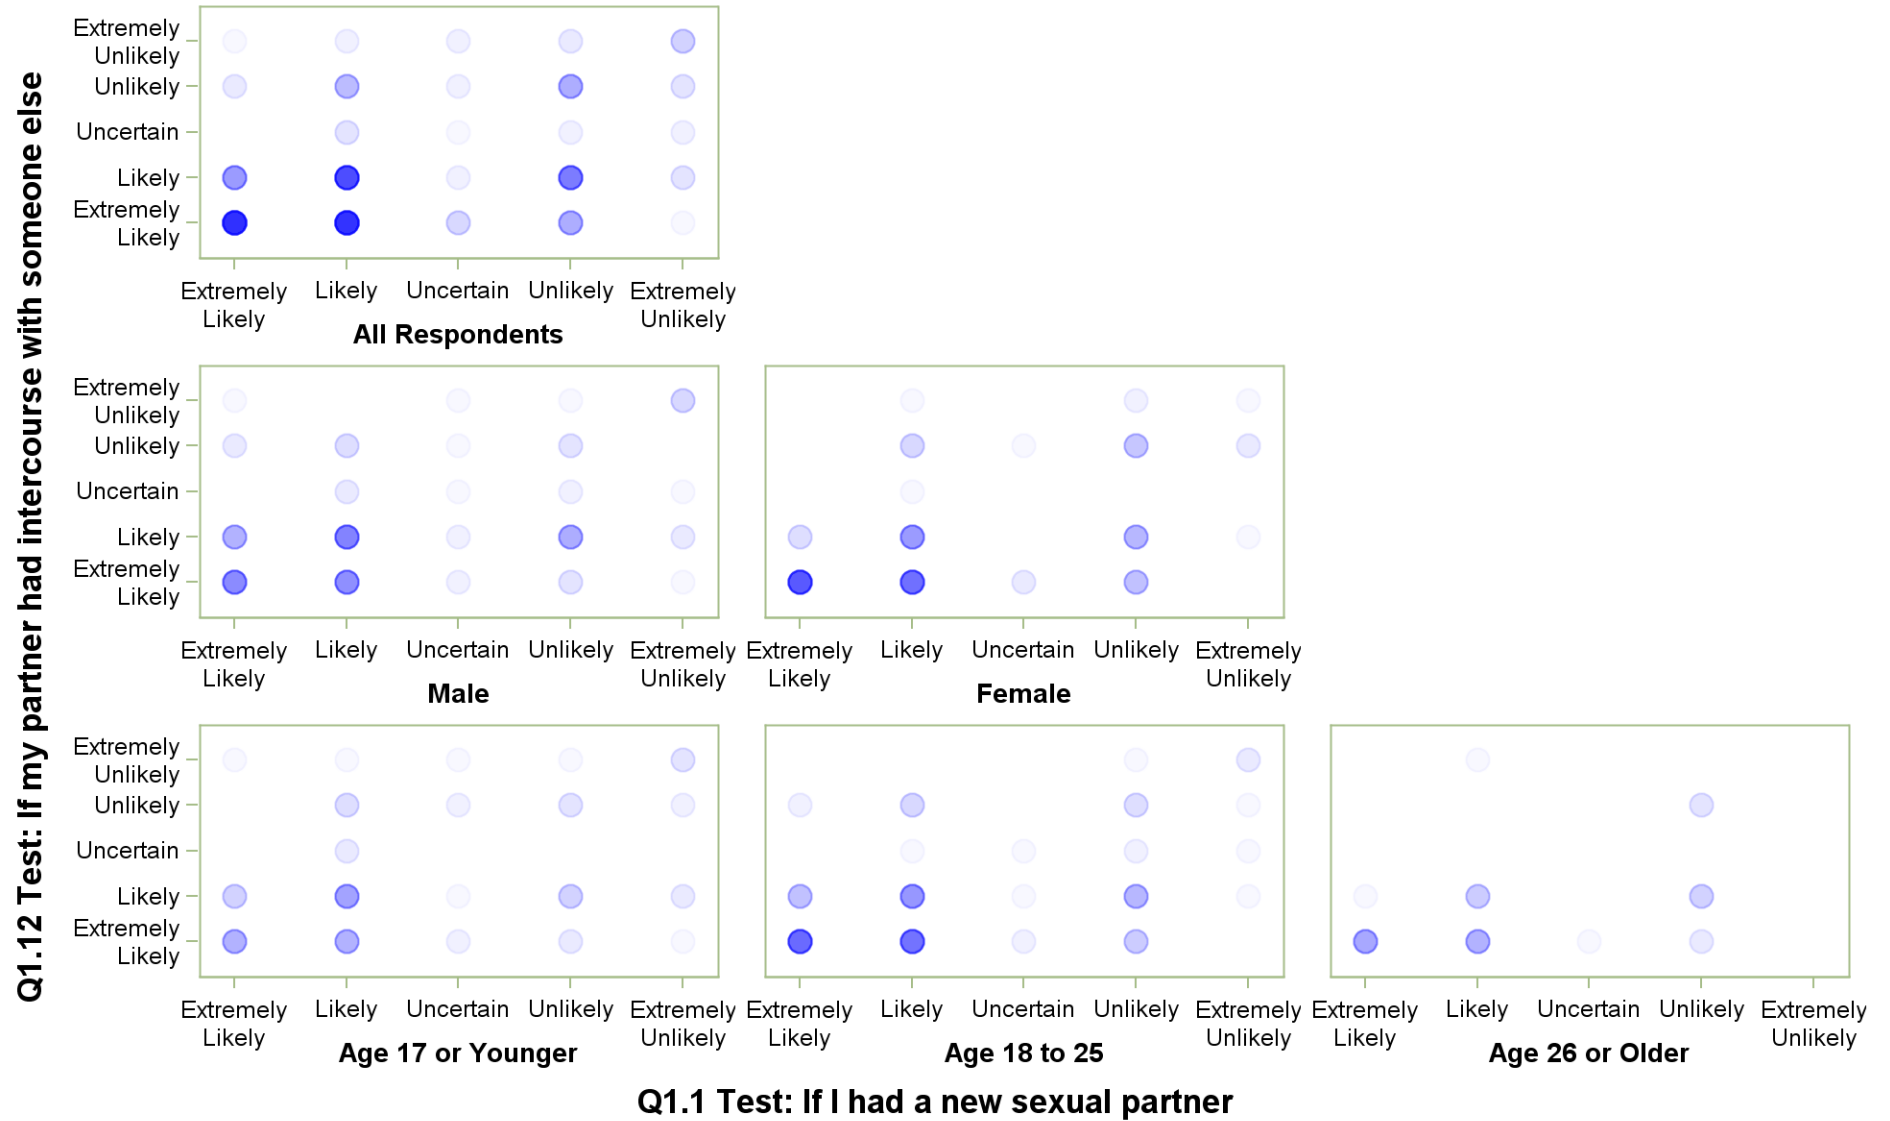 Q1.12 Test: If my partner had intercourse with someone else
Extremely
Unlikely
Unlikely
Uncertain
Likely
Extremely
Likely
Extremely
Likely
Likely
Uncertain
Unlikely
Extremely
Unlikely
All Respondents
Extremely
Unlikely
Unlikely
Uncertain
Likely
Extremely
Likely
Extremely
Likely
Likely
Uncertain
Unlikely
Extremely
Unlikely
Male
Extremely
Likely
Likely
Uncertain
Unlikely
Extremely
Unlikely
Female
Extremely
Unlikely
Unlikely
Uncertain
Likely
Extremely
Likely
Extremely
Likely
Likely
Uncertain
Unlikely
Extremely
Unlikely
Age 17 or Younger
Extremely
Likely
Likely
Uncertain
Unlikely
Extremely
Unlikely
Age 18 to 25
Extremely
Likely
Likely
Uncertain
Unlikely
Extremely
Unlikely
Age 26 or Older
Q1.1 Test: If I had a new sexual partner